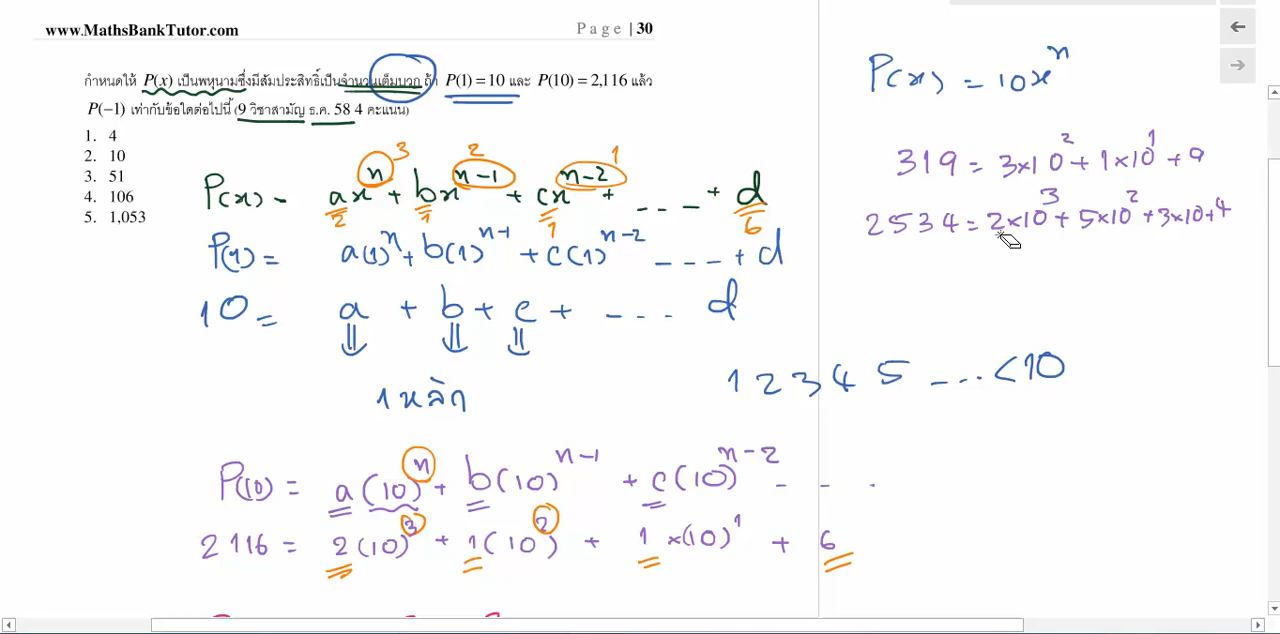 www.MathsBankTutor.com
P a g e | 30
กำหนดให้ P(x) เป็นพหุนามซึ่งมีสัมประสิทธิ์เป็นจำนวนเต็มบวก ถ้า P(1) = 10 และ P(10) = 2,116 แล้ว
P(−1) เท่ากับข้อใดต่อไปนี้ (9 วิชาสามัญ ธ.ค. 58 4 คะแนน)
1. 4
2. 10
3. 51
4. 106
5. 1,053
3 2 1
P(x) = ax^n + bx^(n-1) + cx^(n-2) + ... + d
2 1 1 6
P(1) = a(1)^n + b(1)^(n-1) + c(1)^(n-2) ... + d
10 = a + b + c + ... d
1 หลัก
1 2 3 4 5 ... < 10
P(10) = a(10)^n + b(10)^(n-1) + c(10)^(n-2) ...
2116 = 2(10)^3 + 1(10)^2 + 1×(10)^1 + 6
P(x) = 10x^n
319 = 3×10^2 + 1×10^1 + 9
2534 = 2×10^3 + 5×10^2 + 3×10+4